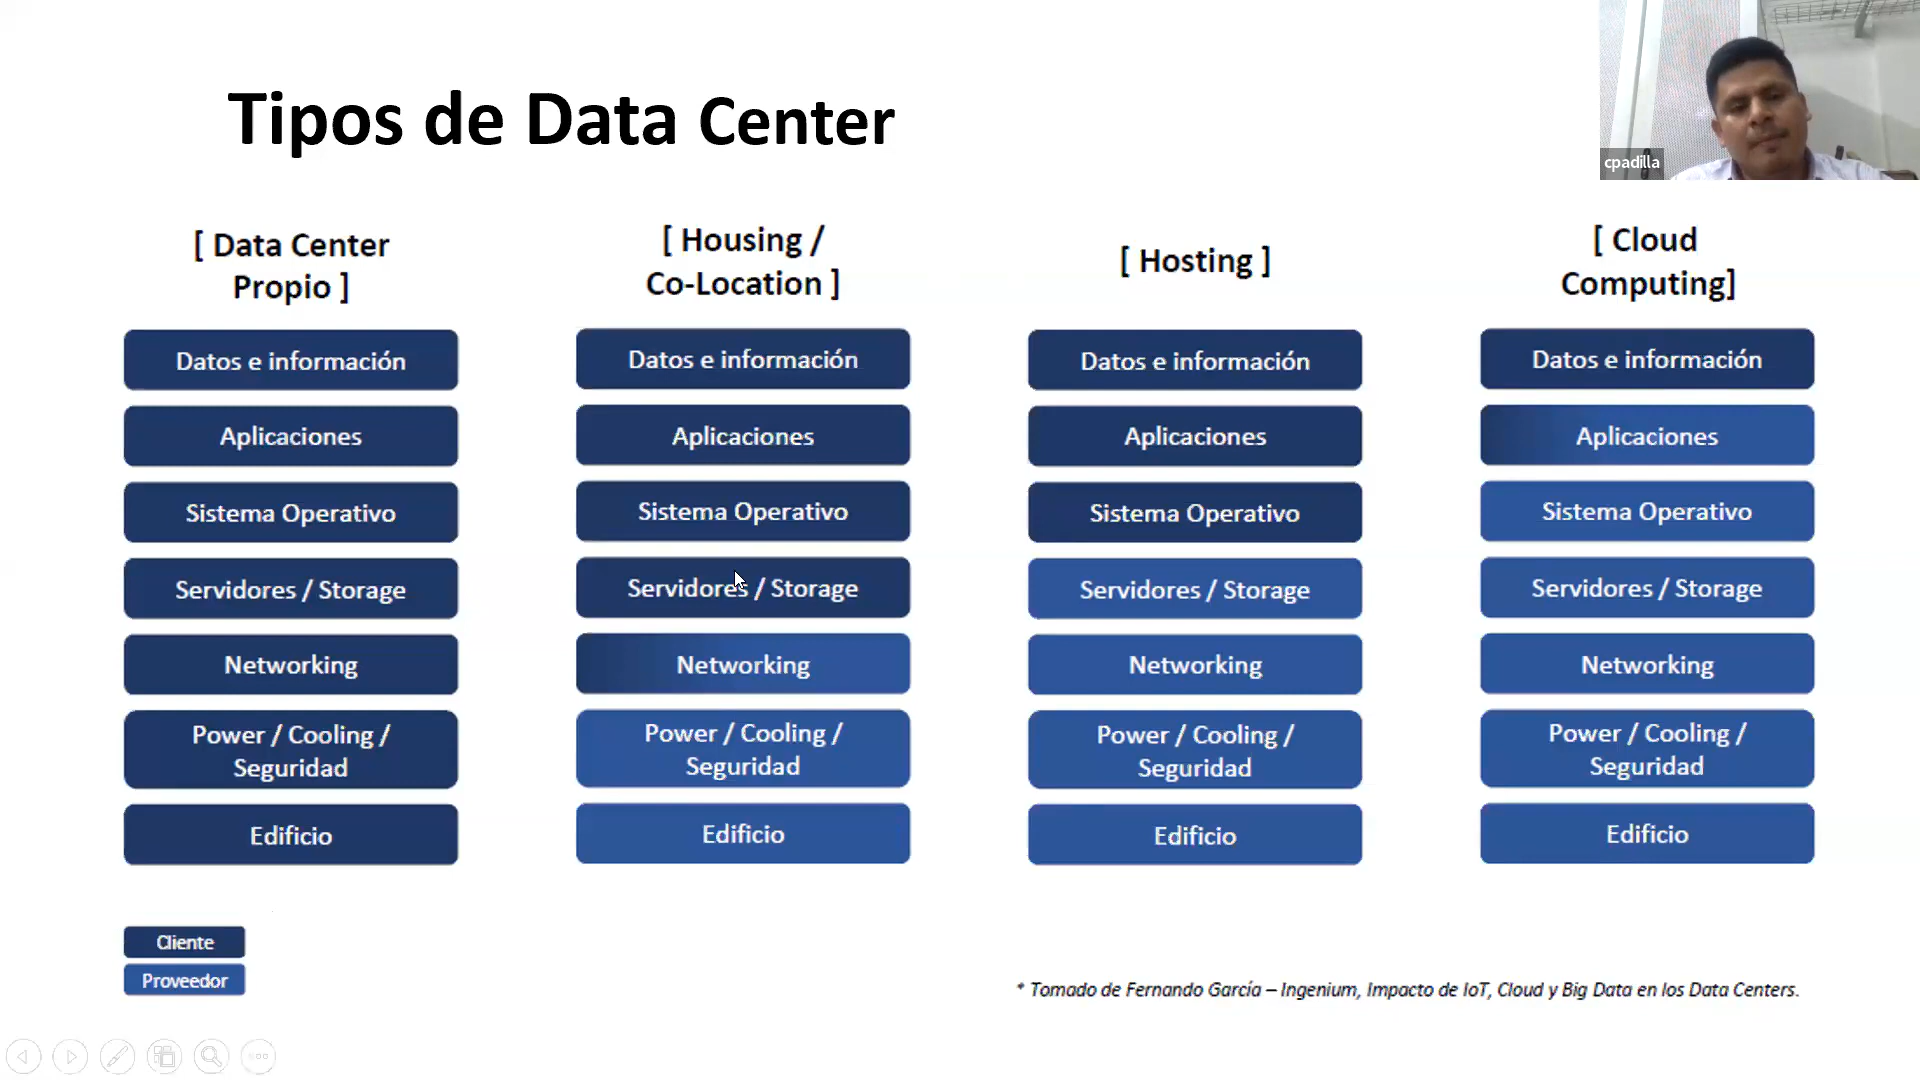 Tipos de Data Center
cpadilla
[ Data Center
Propio ]
Datos e información
Aplicaciones
Sistema Operativo
Servidores / Storage
Networking
Power / Cooling /
Seguridad
Edificio
[ Housing /
Co-Location ]
Datos e información
Aplicaciones
Sistema Operativo
Servidores / Storage
Networking
Power / Cooling /
Seguridad
Edificio
[ Hosting ]
Datos e información
Aplicaciones
Sistema Operativo
Servidores / Storage
Networking
Power / Cooling /
Seguridad
Edificio
[ Cloud
Computing]
Datos e información
Aplicaciones
Sistema Operativo
Servidores / Storage
Networking
Power / Cooling /
Seguridad
Edificio
Cliente
Proveedor
* Tomado de Fernando García – Ingenium, Impacto de IoT, Cloud y Big Data en los Data Centers.